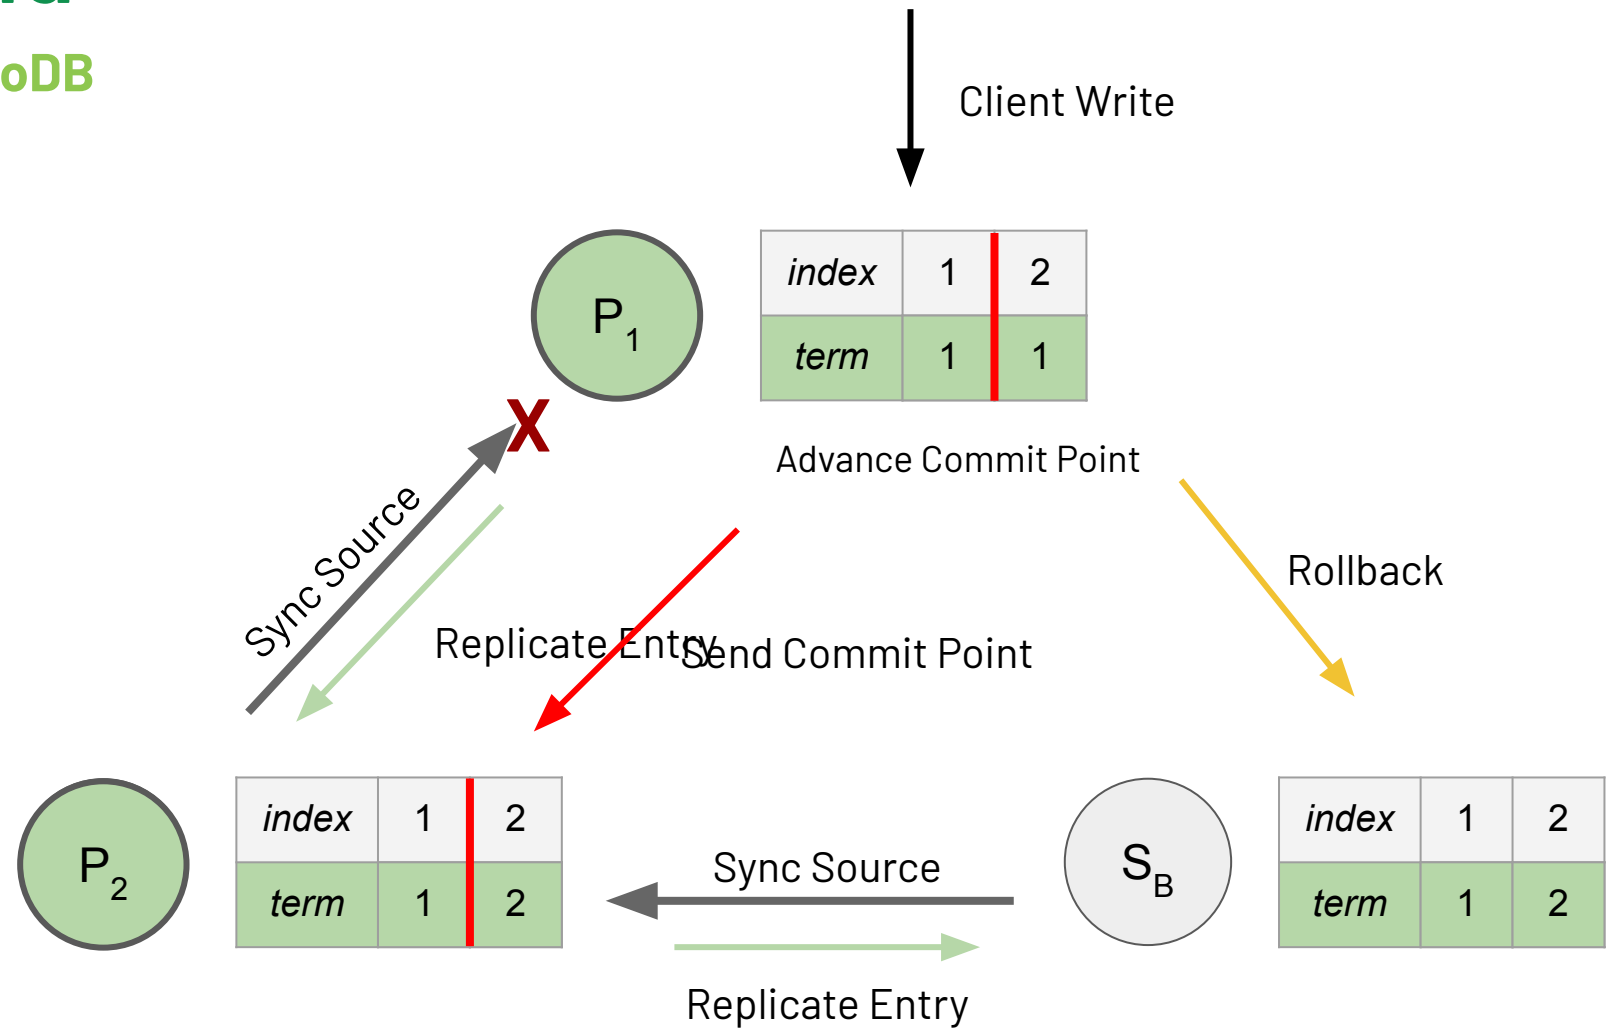 oDB
Client Write
P1
index 1 2
term 1 1
X
Advance Commit Point
Sync Source
Rollback
Replicate Entry
Send Commit Point
P2
index 1 2
term 1 2
Sync Source
Replicate Entry
SB
index 1 2
term 1 2